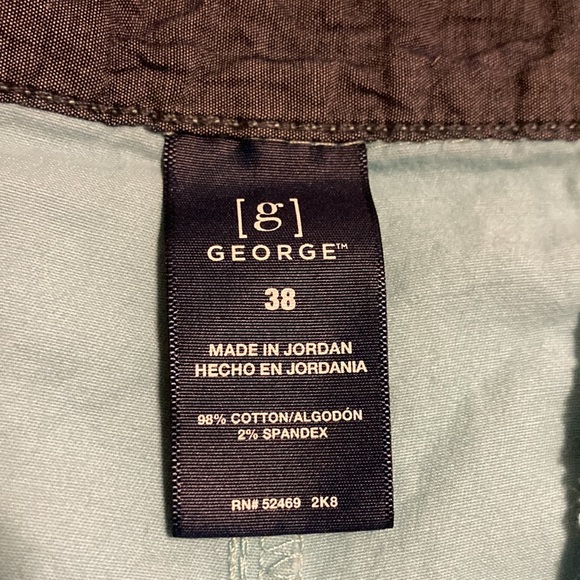 [g]
GEORGE™
38
MADE IN JORDAN
HECHO EN JORDANIA
98% COTTON/ALGODÓN
2% SPANDEX
RN# 52469 2K8